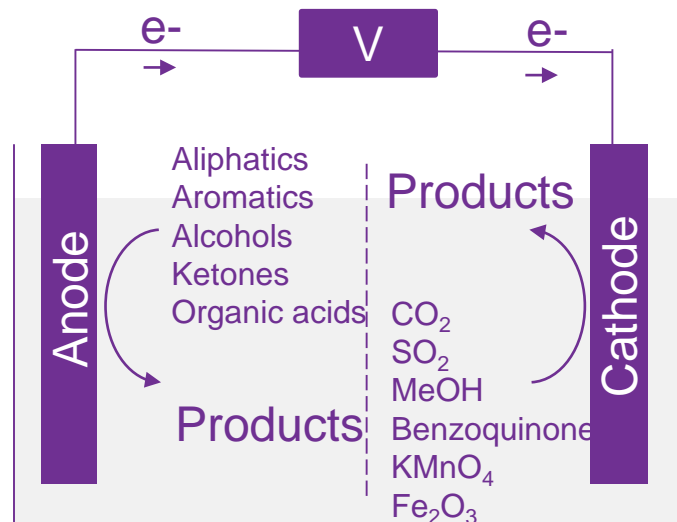 e-
V
e-
Anode
Aliphatics
Aromatics
Alcohols
Ketones
Organic acids
Products
Products
CO₂
SO₂
MeOH
Benzoquinone
KMnO₄
Fe₂O₃
Cathode